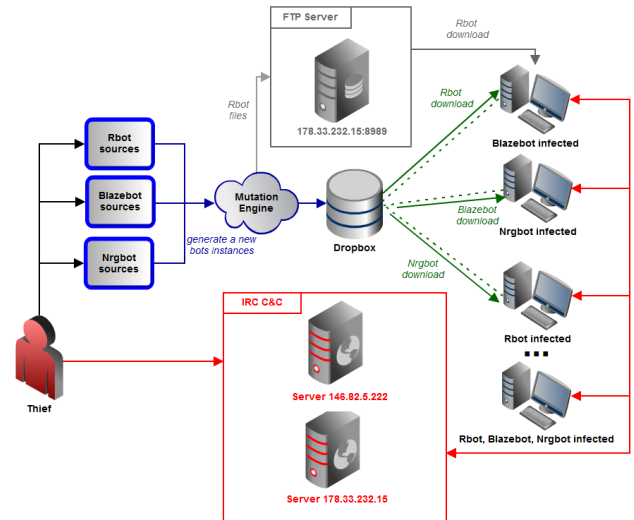 FTP Server
Rbot
download
178.33.232.15:8989
Rbot
files
Rbot
download
Blazebot infected
Rbot
sources
Blazebot
sources
Nrgbot
sources
Mutation
Engine
generate a new
bots instances
Dropbox
Blazebot
download
Nrgbot infected
Nrgbot
download
Rbot infected
...
IRC C&C
Server 146.82.5.222
Server 178.33.232.15
Thief
Rbot, Blazebot, Nrgbot infected